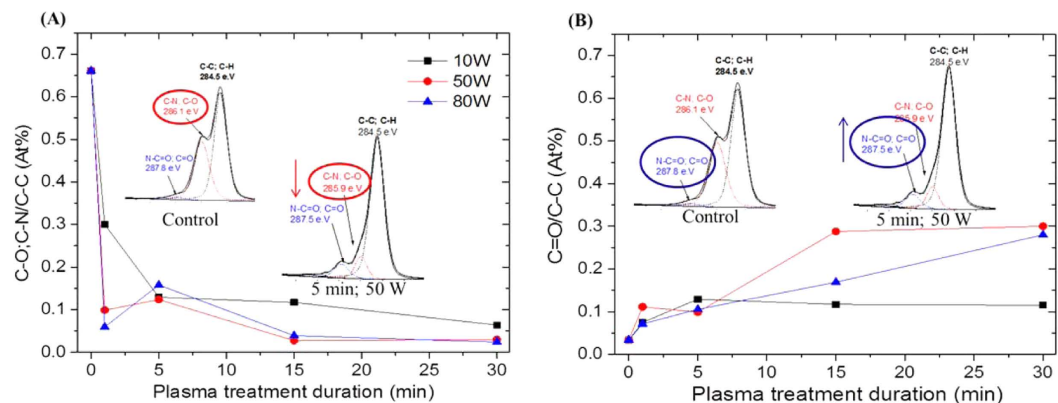 (A)
C-O;C-N/C-C (At%)
0.7
0.6
0.5
0.4
0.3
0.2
0.1
0.0
10W
50W
80W
C-C; C-H
284.5 e.V
C-N. C-O
286.1 e.V
N-C=O; C=O
287.8 e.V
Control
C-C; C-H
284.5 e.V
C-N. C-O
285.9 e.V
N-C=O; C=O
287.5 e.V
5 min; 50 W
0 5 10 15 20 25 30
Plasma treatment duration (min)
(B)
C=O/C-C (At%)
0.7
0.6
0.5
0.4
0.3
0.2
0.1
0.0
C-C; C-H
284.5 e.V
C-N. C-O
286.1 e.V
N-C=O; C=O
287.8 e.V
Control
C-C; C-H
284.5 e.V
C-N. C-O
285.9 e.V
N-C=O; C=O
287.5 e.V
5 min; 50 W
0 5 10 15 20 25 30
Plasma treatment duration (min)